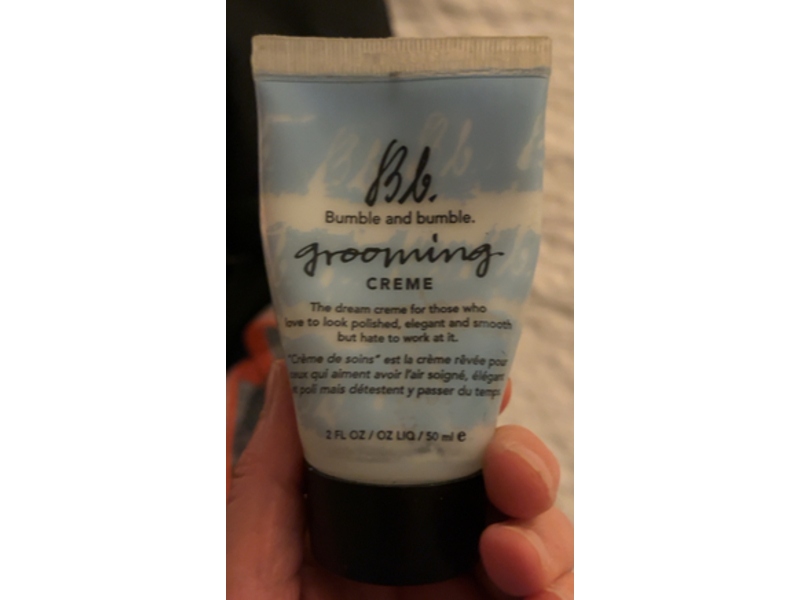 Bb.
Bumble and bumble.
grooming
CREME
The dream creme for those who
love to look polished, elegant and smooth
but hate to work at it.
"Crème de soins" est la crème rêvée pour
ceux qui aiment avoir l'air soigné, élégant
et poli mais détestent y passer du temps.
2 FL OZ / OZ LIQ / 50 ml e